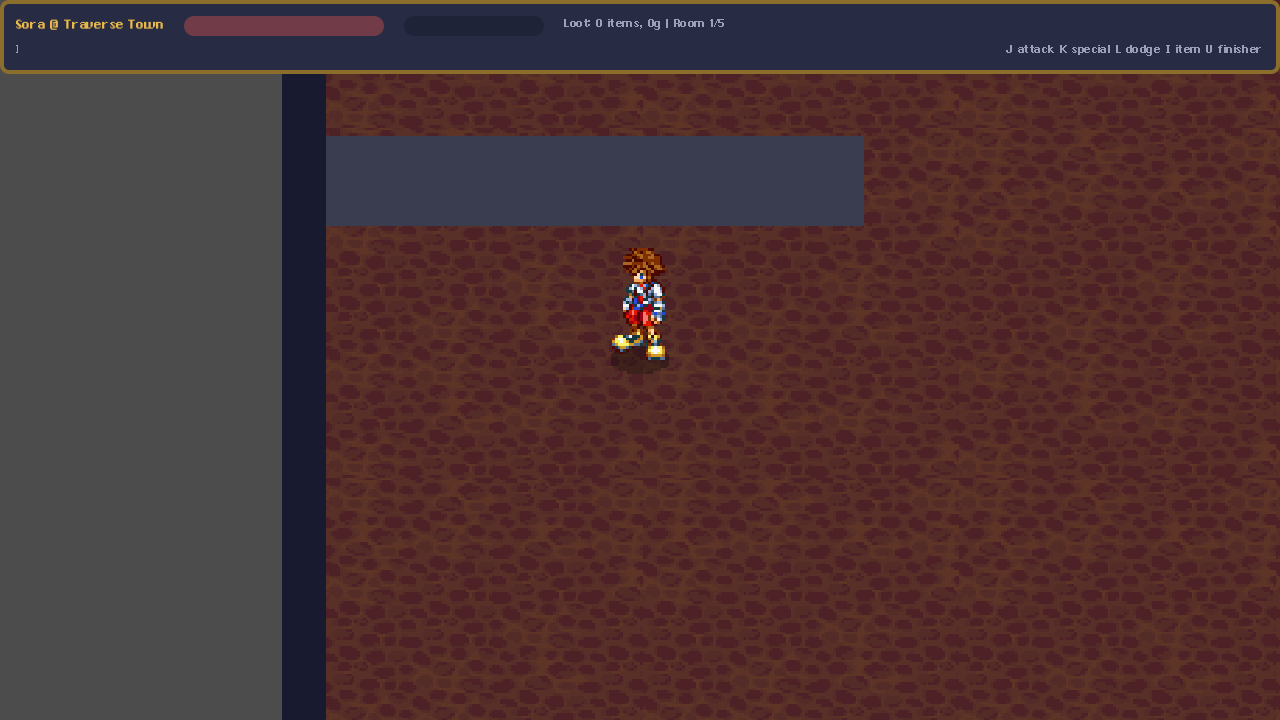 Sora @ Traverse Town
Loot: 0 items, 0g | Room 1/5
]
J attack K special L dodge I item U finisher